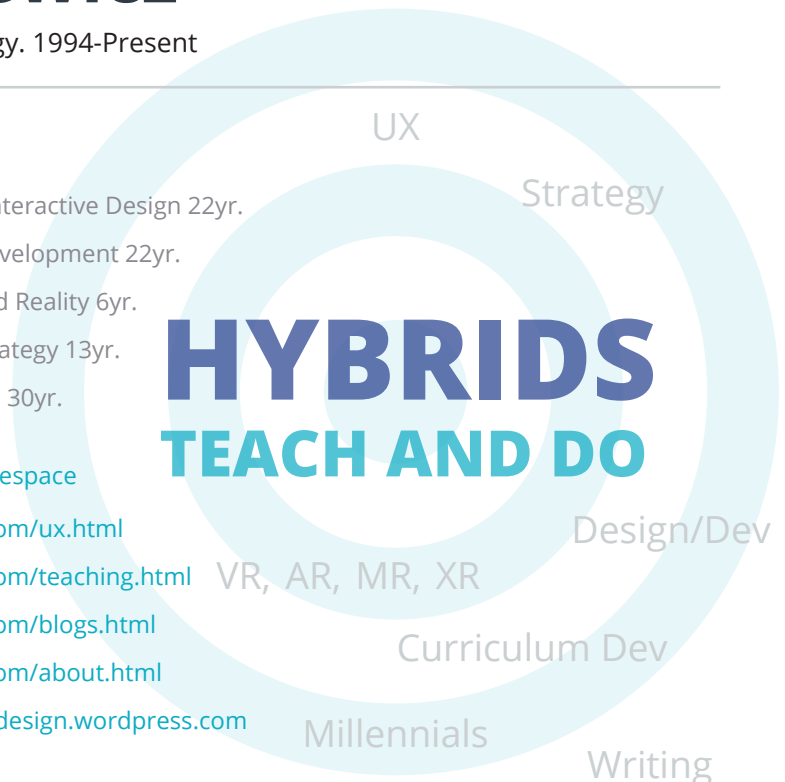 gy. 1994-Present
UX
Strategy
nteractive Design 22yr.
velopment 22yr.
d Reality 6yr.
ategy 13yr.
30yr.
HYBRIDS
TEACH AND DO
espace
om/ux.html
om/teaching.html
om/blogs.html
om/about.html
design.wordpress.com
Design/Dev
VR, AR, MR, XR
Curriculum Dev
Millennials
Writing